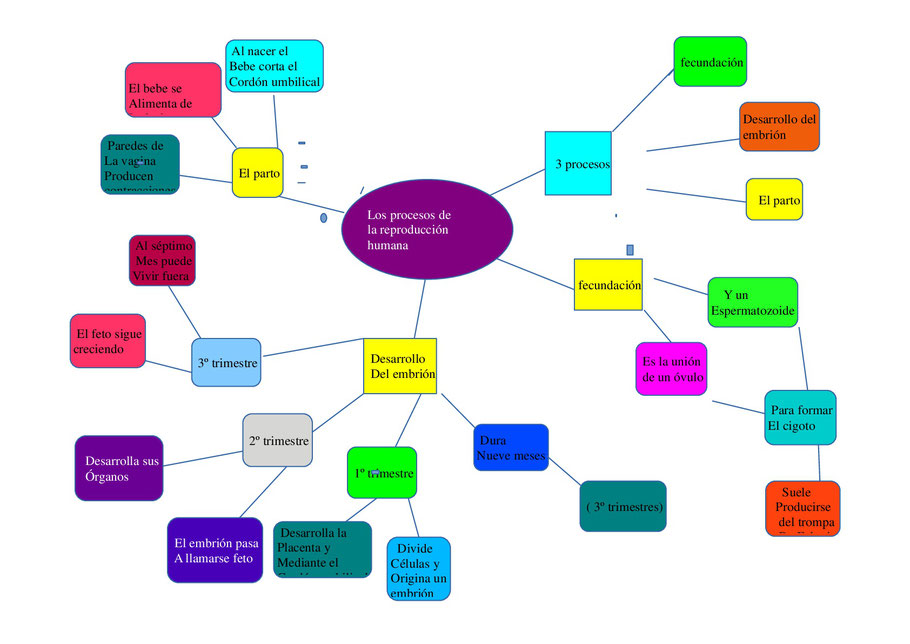 Al nacer el
Bebe corta el
Cordón umbilical
El bebe se
Alimenta de
Paredes de
La vagina
Producen
contracciones
El parto
Los procesos de
la reproducción
humana
3 procesos
fecundación
Desarrollo del
embrión
El parto
fecundación
Y un
Espermatozoide
Es la unión
de un óvulo
Para formar
El cigoto
Suele
Producirse
del trompa
Al séptimo
Mes puede
Vivir fuera
El feto sigue
creciendo
3º trimestre
Desarrollo
Del embrión
2º trimestre
Desarrolla sus
Órganos
El embrión pasa
A llamarse feto
1º trimestre
Desarrolla la
Placenta y
Mediante el
Divide
Células y
Origina un
embrión
Dura
Nueve meses
( 3º trimestres)